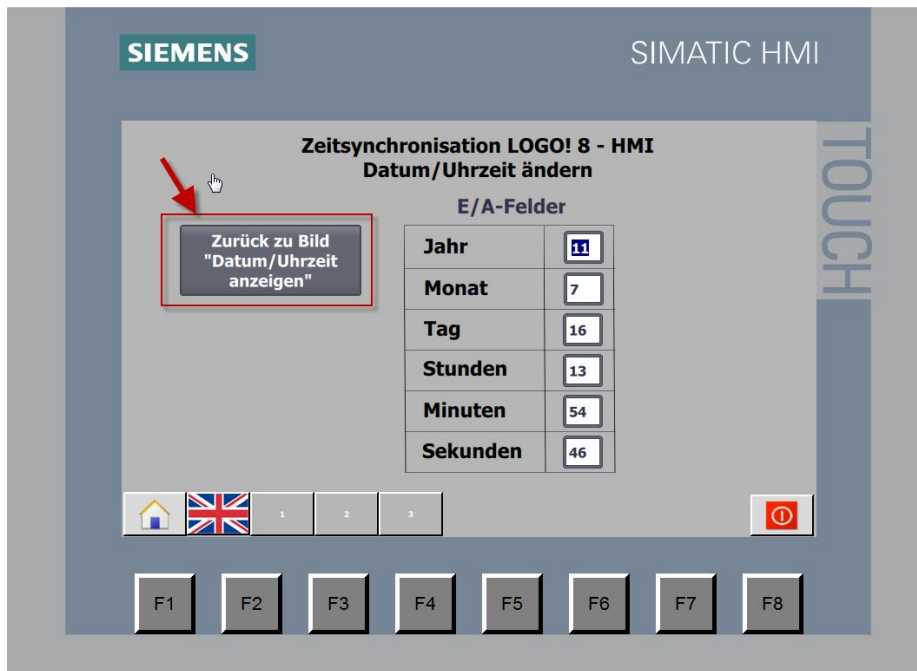 SIEMENS
SIMATIC HMI
TOUCH
Zeitsynchronisation LOGO! 8 - HMI
Datum/Uhrzeit ändern
E/A-Felder
Zurück zu Bild
"Datum/Uhrzeit
anzeigen"
Jahr 11
Monat 7
Tag 16
Stunden 13
Minuten 54
Sekunden 46
1 2 3
F1 F2 F3 F4 F5 F6 F7 F8